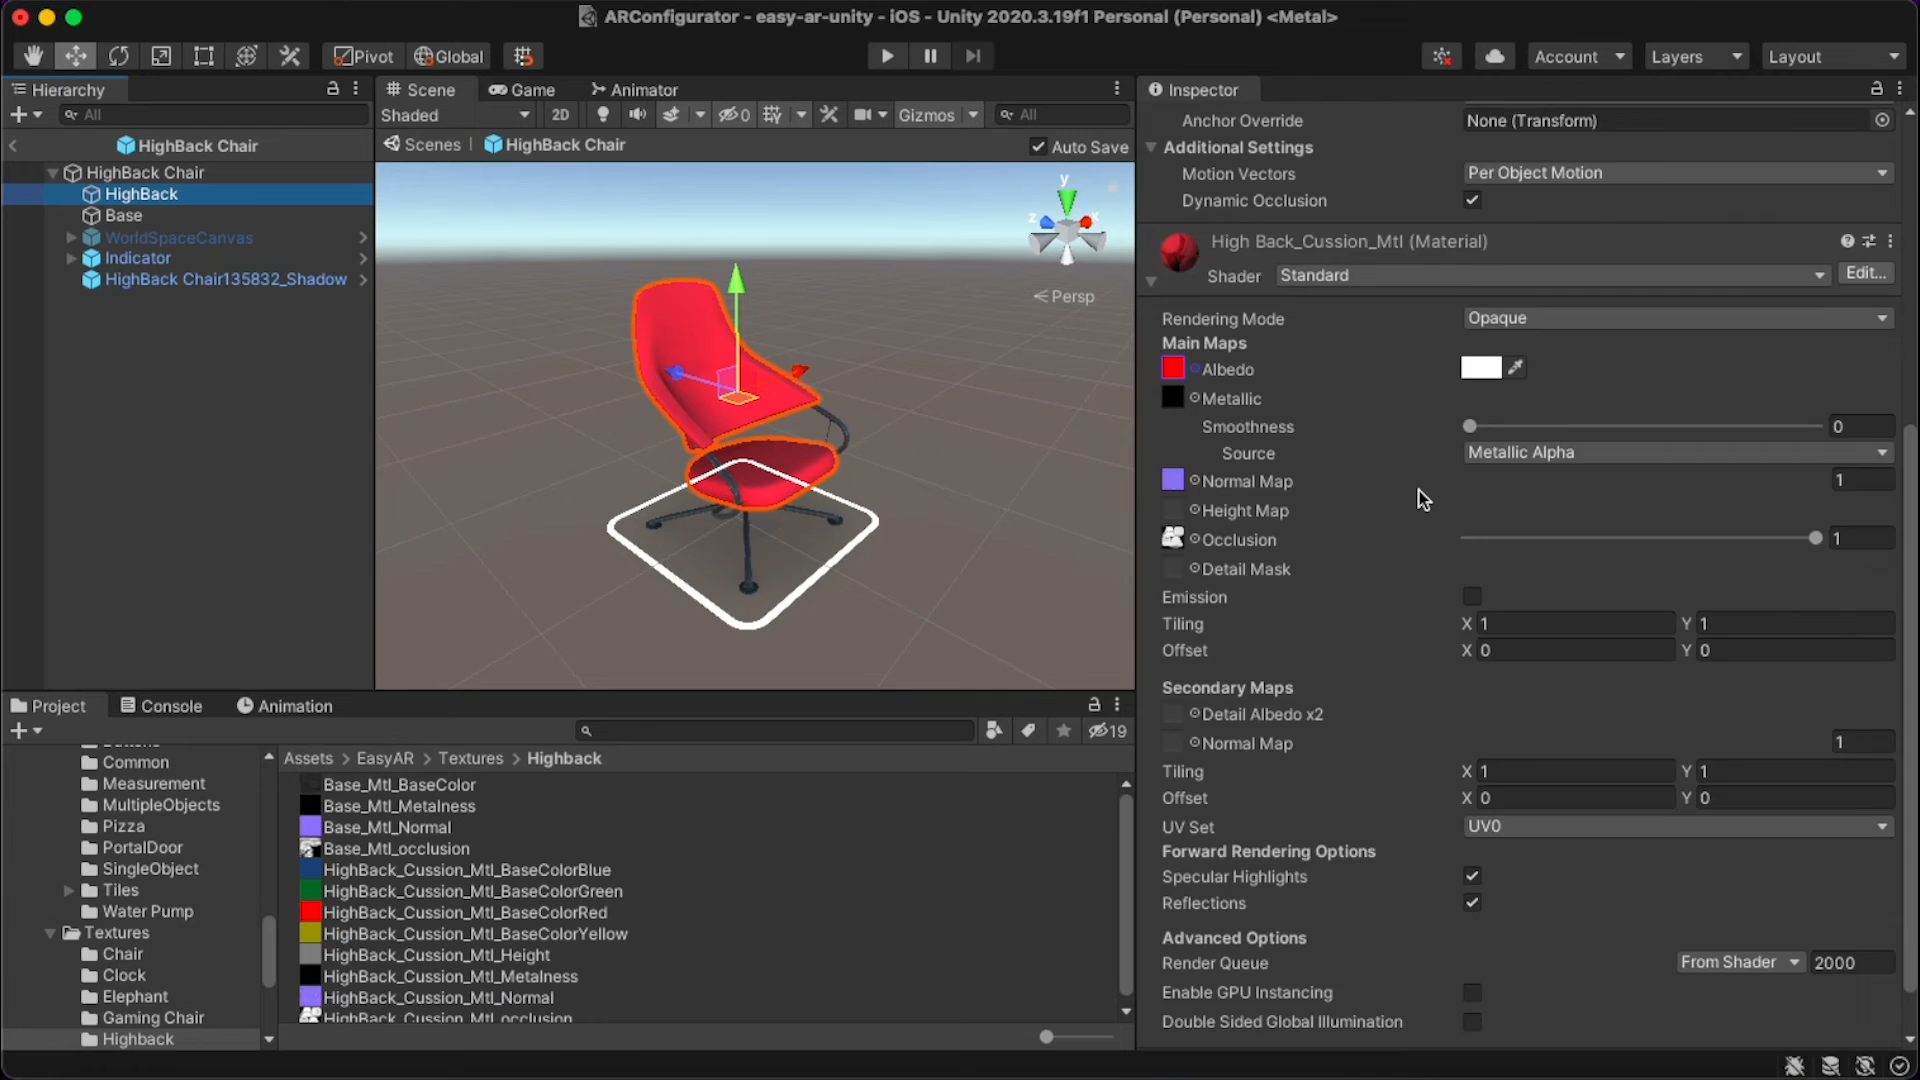 ARConfigurator - easy-ar-unity - iOS - Unity 2020.3.19f1 Personal (Personal) <Metal>
Pivot Global Account Layers Layout
Hierarchy
All
HighBack Chair
HighBack Chair
HighBack
Base
WorldSpaceCanvas
Indicator
HighBack Chair135832_Shadow
Scene Game Animator
Shaded 2D 0 Gizmos All
Scenes HighBack Chair Auto Save
y
z x
Persp
Inspector
Anchor Override None (Transform)
Additional Settings
Motion Vectors Per Object Motion
Dynamic Occlusion
High Back_Cussion_Mtl (Material)
Shader Standard Edit...
Rendering Mode Opaque
Main Maps
Albedo
Metallic
Smoothness 0
Source Metallic Alpha
Normal Map 1
Height Map
Occlusion 1
Detail Mask
Emission
Tiling X 1 Y 1
Offset X 0 Y 0
Secondary Maps
Detail Albedo x2
Normal Map 1
Tiling X 1 Y 1
Offset X 0 Y 0
UV Set UV0
Forward Rendering Options
Specular Highlights
Reflections
Advanced Options
Render Queue From Shader 2000
Enable GPU Instancing
Double Sided Global Illumination
Project Console Animation
19
Common
Measurement
MultipleObjects
Pizza
PortalDoor
SingleObject
Tiles
Water Pump
Textures
Chair
Clock
Elephant
Gaming Chair
Highback
Assets > EasyAR > Textures > Highback
Base_Mtl_BaseColor
Base_Mtl_Metalness
Base_Mtl_Normal
Base_Mtl_occlusion
HighBack_Cussion_Mtl_BaseColorBlue
HighBack_Cussion_Mtl_BaseColorGreen
HighBack_Cussion_Mtl_BaseColorRed
HighBack_Cussion_Mtl_BaseColorYellow
HighBack_Cussion_Mtl_Height
HighBack_Cussion_Mtl_Metalness
HighBack_Cussion_Mtl_Normal
HighBack_Cussion_Mtl_occlusion